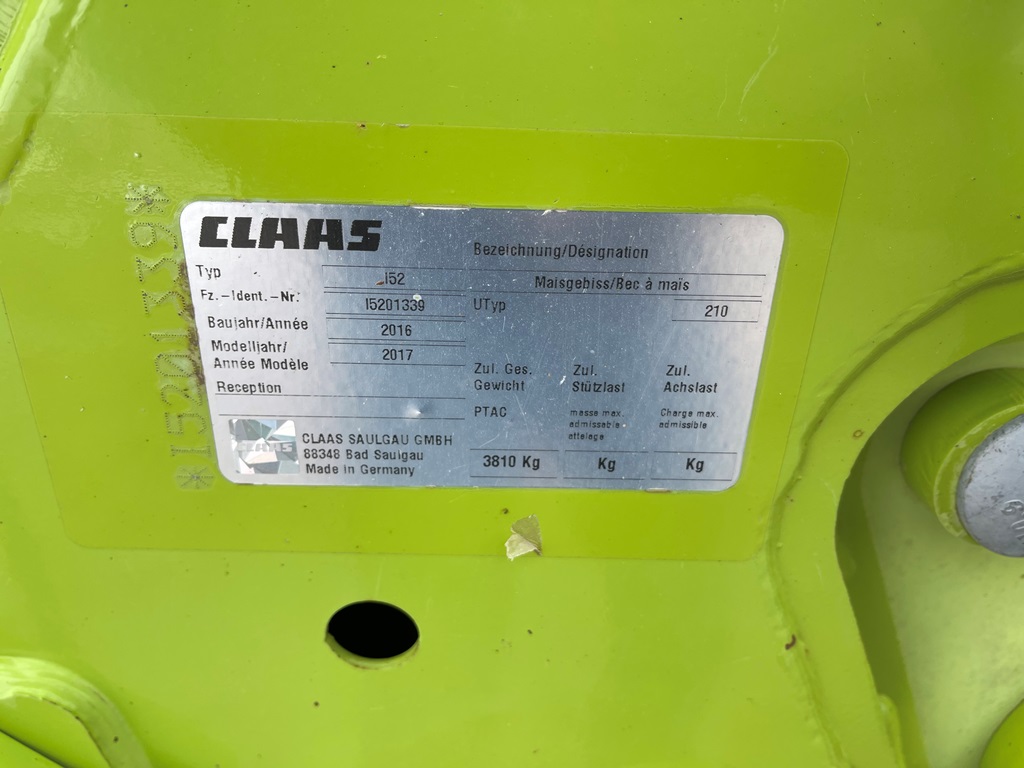 CLAAS
Bezeichnung/Désignation
Typ I52 Maisgebiss/Bec à maïs
Fz.-Ident.-Nr. I5201339 UTyp 210
Baujahr/Année 2016
Modelljahr/
Année Modèle 2017
Zul. Ges. Zul. Zul.
Gewicht Stützlast Achslast
Reception
PTAC masse max. Charge max.
admissable admissible
attelage
CLAAS
CLAAS SAULGAU GMBH
88348 Bad Saulgau
Made in Germany
3810 Kg Kg Kg
*I5201339*